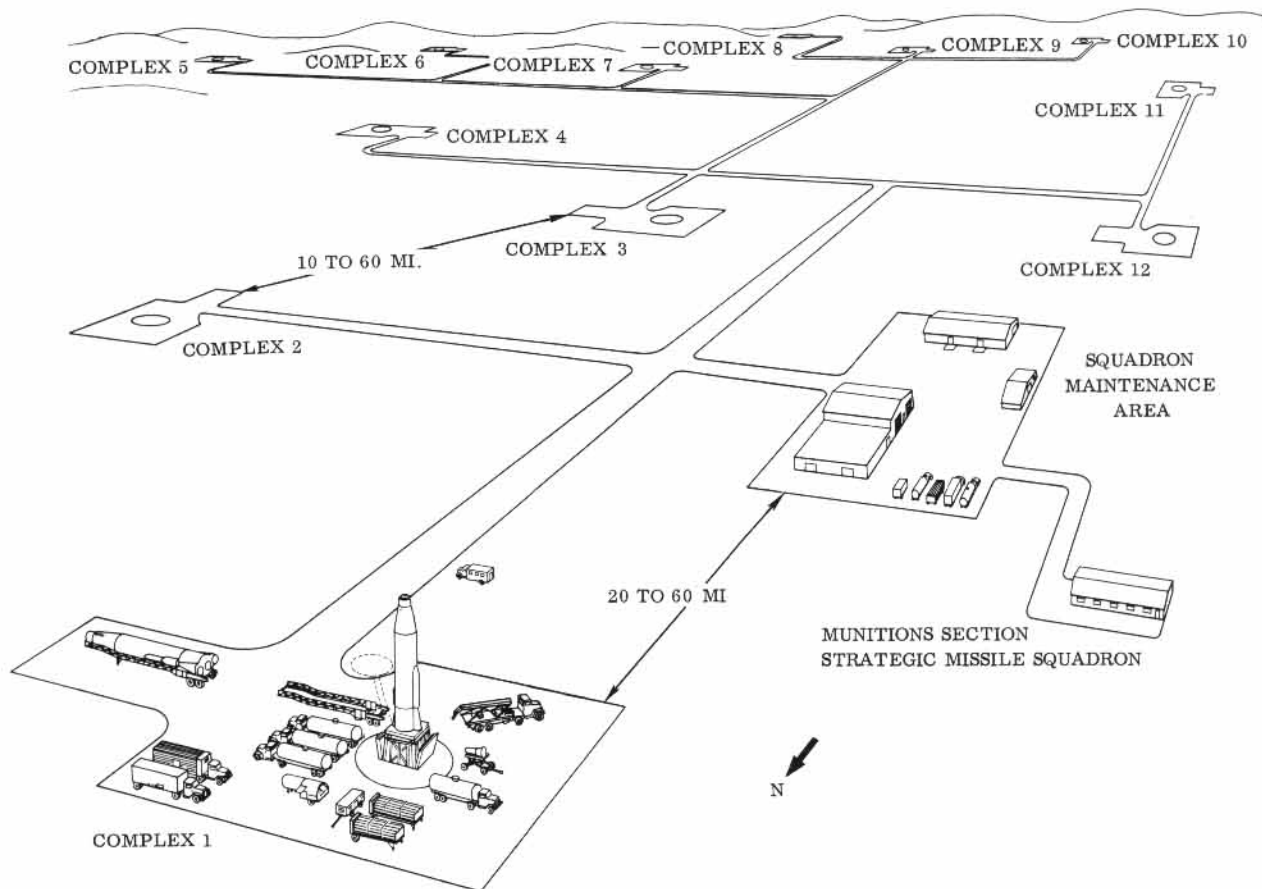 COMPLEX 5
COMPLEX 6
COMPLEX 7
COMPLEX 8
COMPLEX 9
COMPLEX 10
COMPLEX 11
COMPLEX 4
COMPLEX 3
COMPLEX 12
10 TO 60 MI.
COMPLEX 2
SQUADRON
MAINTENANCE
AREA
20 TO 60 MI
MUNITIONS SECTION
STRATEGIC MISSILE SQUADRON
N
COMPLEX 1